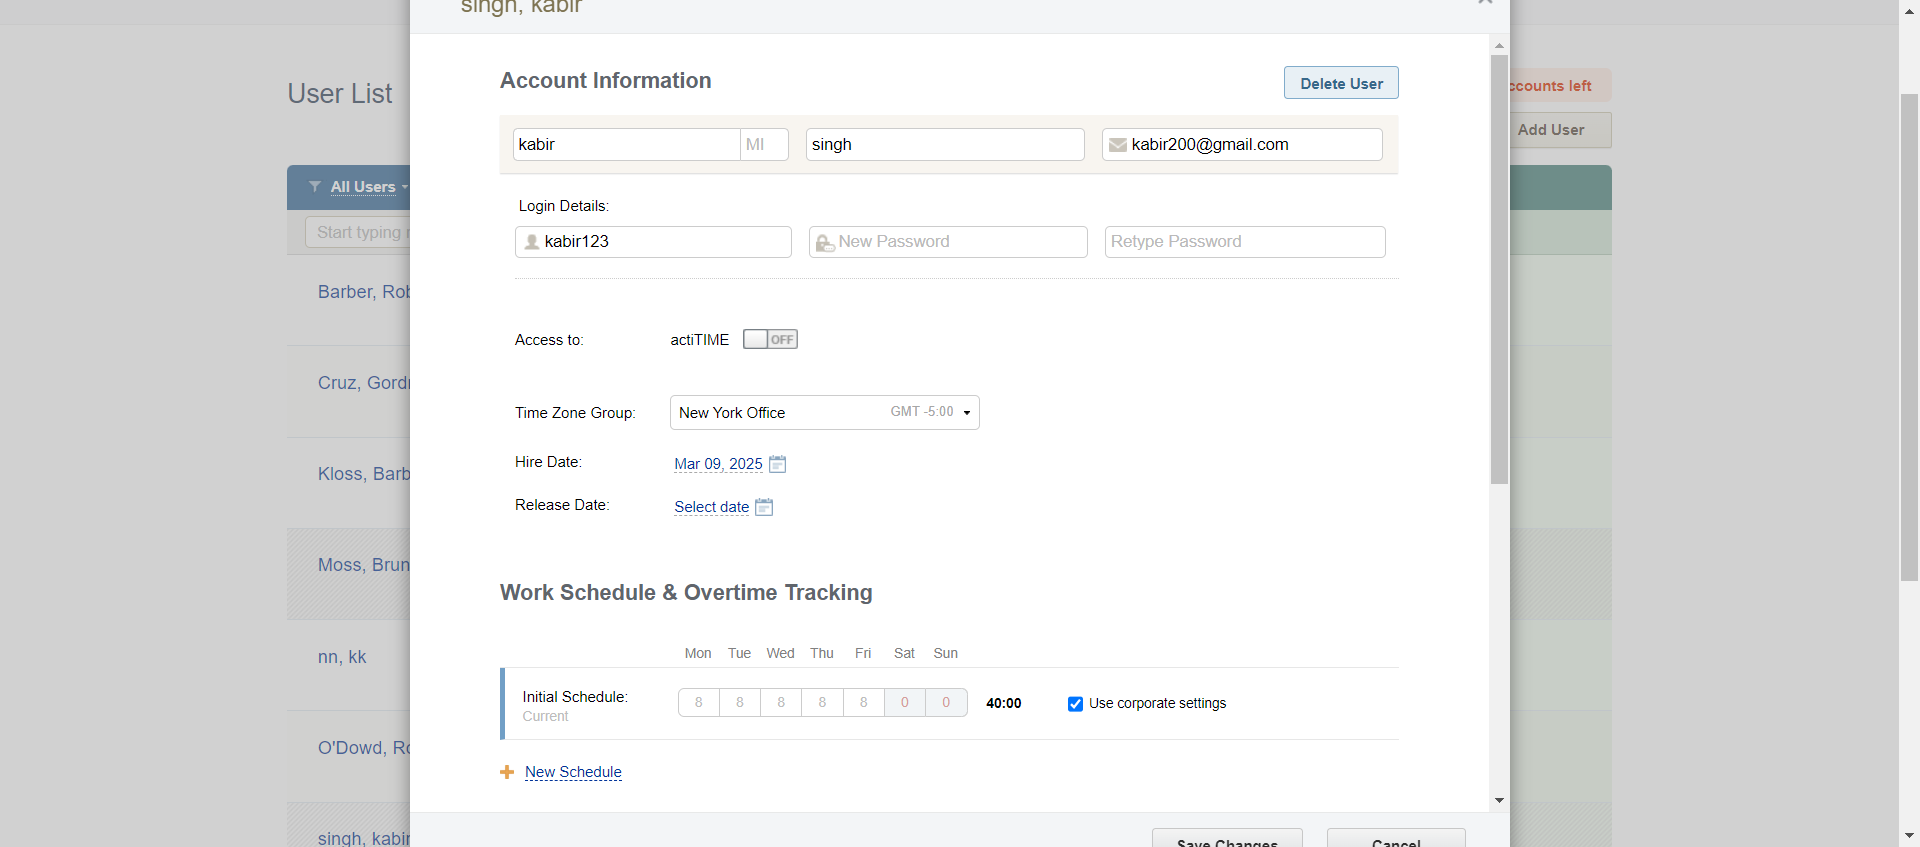 singh, kabir
User List
Account Information
Delete User
ccounts left
kabir MI singh kabir200@gmail.com
Add User
All Users
Login Details:
Start typing
kabir123 New Password Retype Password
Barber, Rob
Access to: actiTIME OFF
Cruz, Gord
Time Zone Group: New York Office GMT -5:00
Hire Date: Mar 09, 2025
Kloss, Barb
Release Date: Select date
Moss, Brun
Work Schedule & Overtime Tracking
Mon Tue Wed Thu Fri Sat Sun
nn, kk
Initial Schedule: 8 8 8 8 8 0 0 40:00 Use corporate settings
Current
O'Dowd, Ro
New Schedule
singh, kabir
Save Changes Cancel